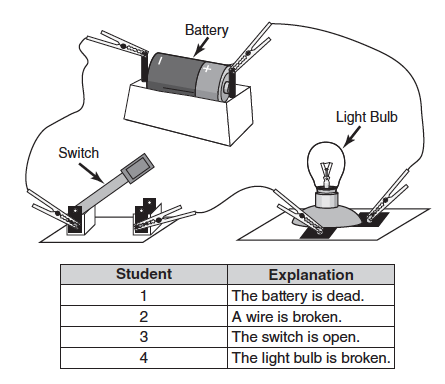 Battery
− +
Light Bulb
Switch
Student Explanation
1 The battery is dead.
2 A wire is broken.
3 The switch is open.
4 The light bulb is broken.